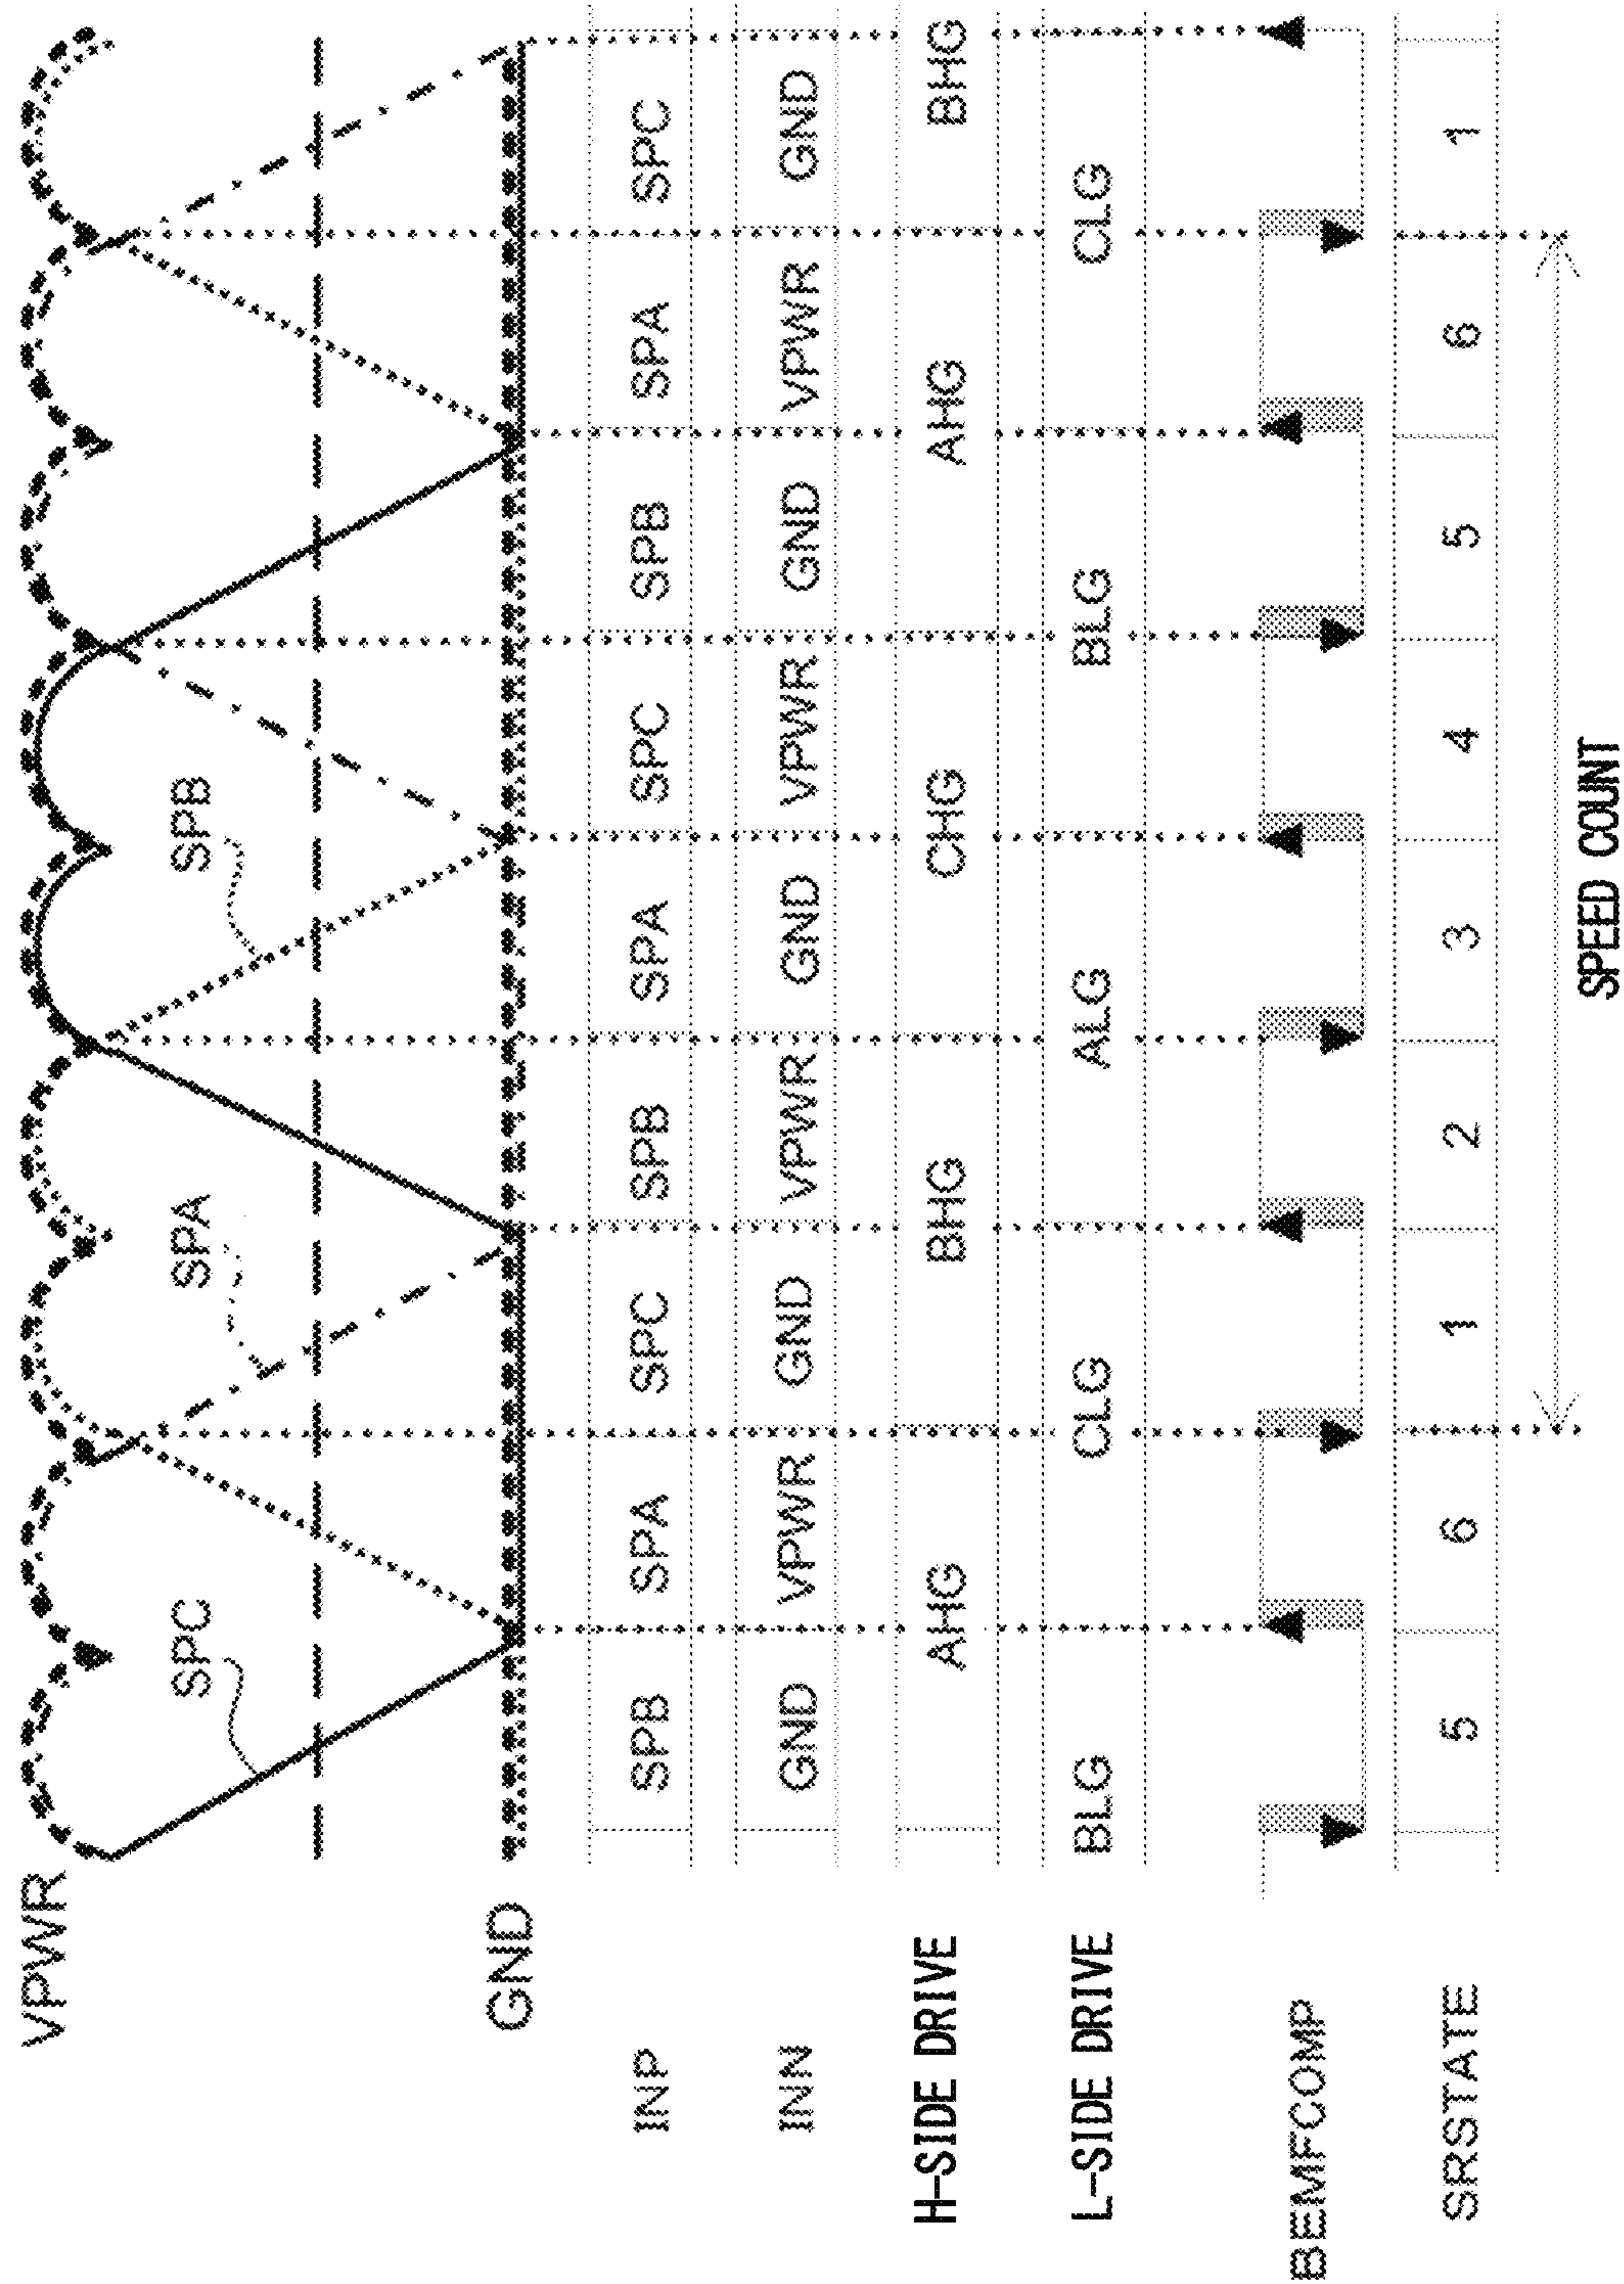 VPWR
SPC
SPA
SPB
GND
INP SPB SPA SPC SPB SPA SPC SPB SPA SPC
INN GND VPWR GND VPWR GND VPWR GND VPWR GND
H-SIDE DRIVE AHG BHG CHG AHG BHG
L-SIDE DRIVE BLG CLG ALG BLG CLG
BEMFCOMP
SRSTATE 5 6 1 2 3 4 5 6 1
SPEED COUNT